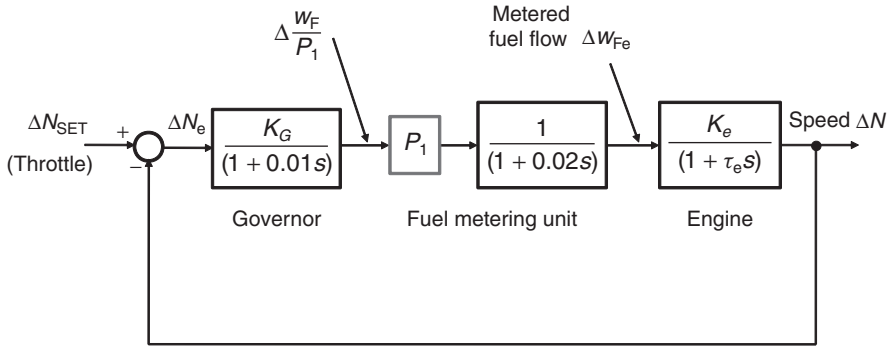 Δ w_F / P_1
Metered
fuel flow Δw_Fe
ΔN_SET
(Throttle)
+
−
ΔN_e
K_G / (1 + 0.01s)
P_1
1 / (1 + 0.02s)
K_e / (1 + τ_e s)
Speed ΔN
Governor
Fuel metering unit
Engine